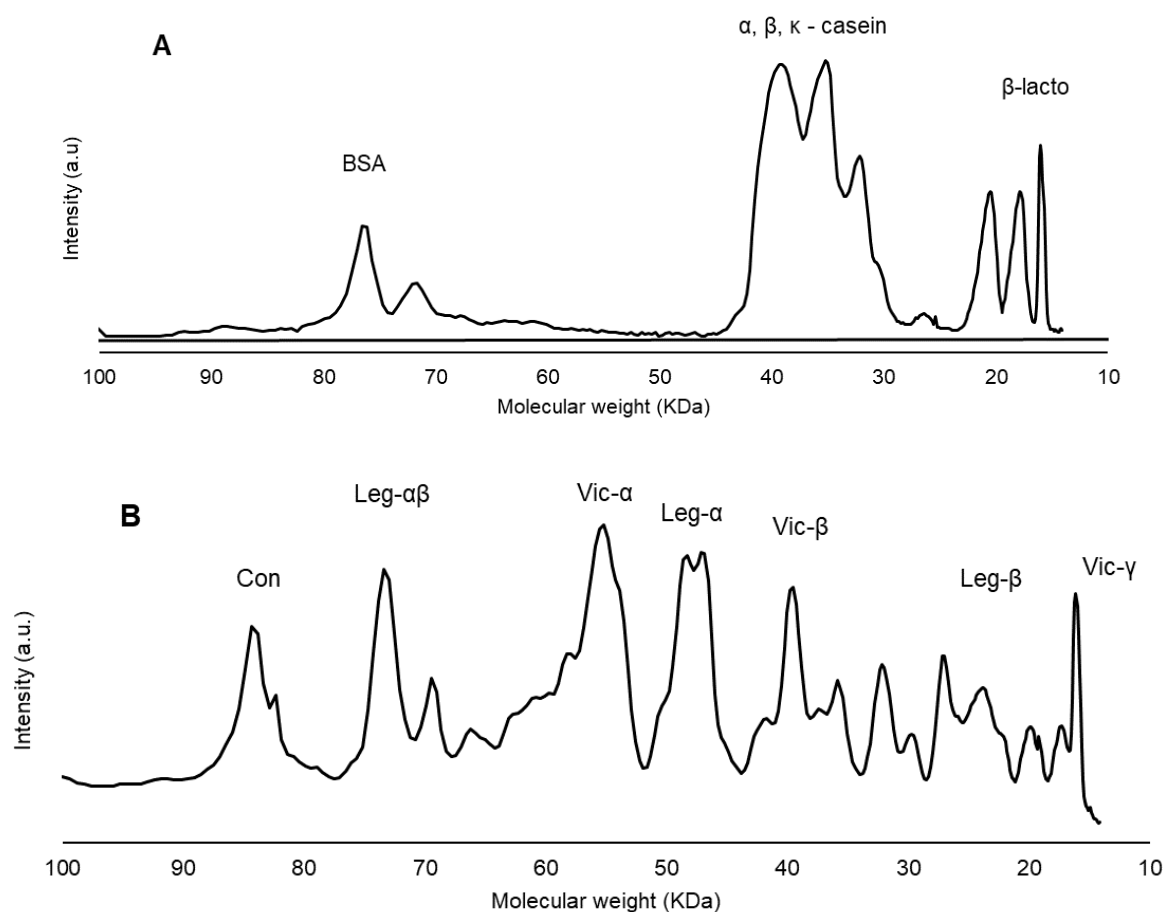 A
α, β, κ - casein
β-lacto
BSA
Intensity (a.u)
100 90 80 70 60 50 40 30 20 10
Molecular weight (KDa)
B
Leg-αβ
Vic-α
Leg-α
Vic-β
Con
Leg-β
Vic-γ
Intensity (a.u.)
100 90 80 70 60 50 40 30 20 10
Molecular weight (KDa)